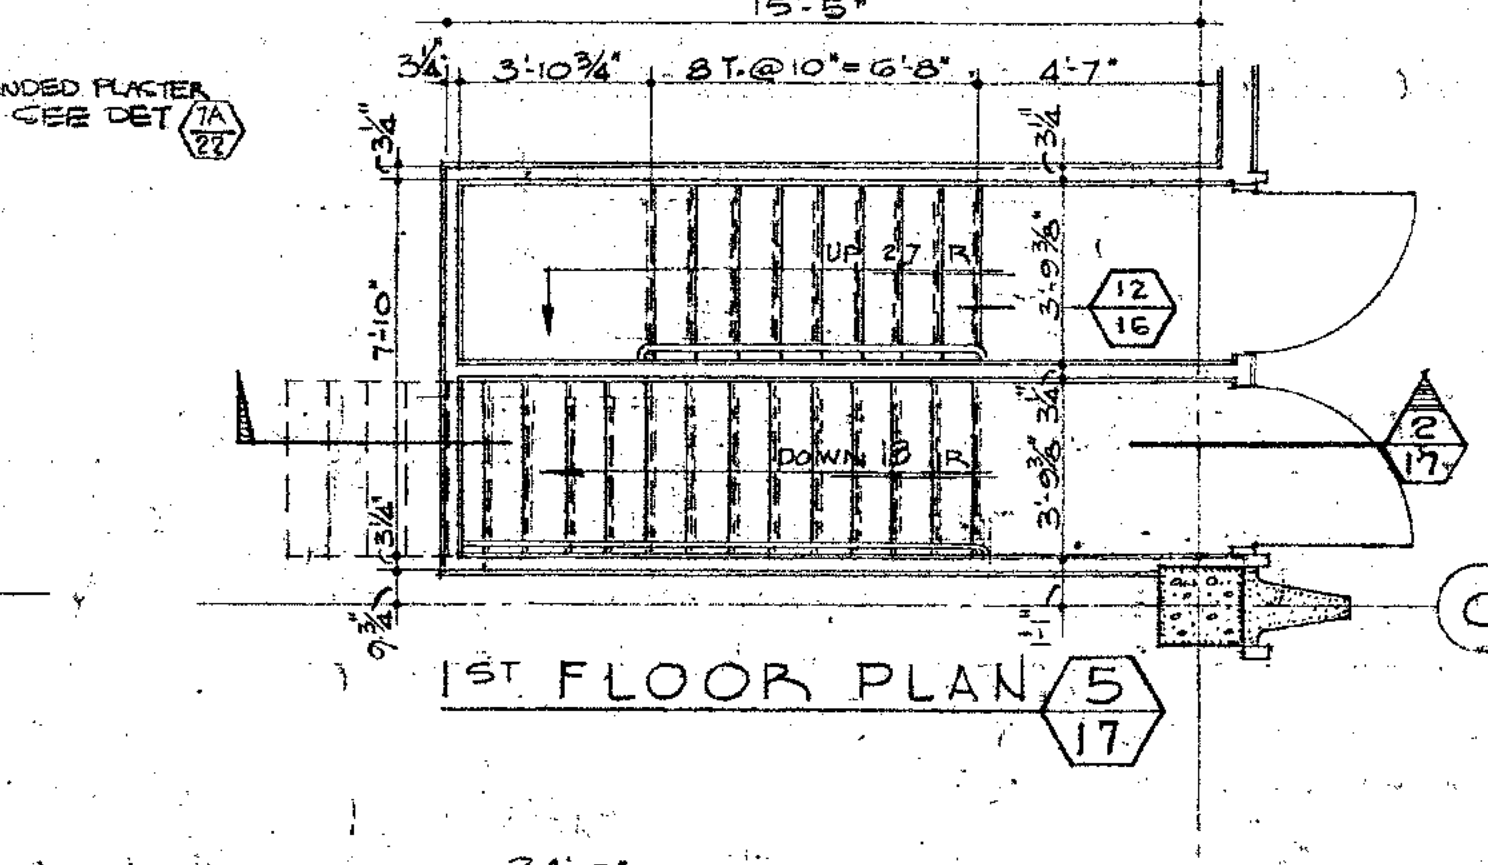 15'-5"
3¼" 3'-10¾" 8 T. @ 10" = 6'-8" 4'-7"
NDED PLASTER
SEE DET 7A
22
3¼"
3¼"
UP 27 R
3'-9⅜"
12
16
7'-10"
3¼"
DOWN 18 R
3'-9⅜"
2
17
3¼"
9¾"
1'-1"
1ST FLOOR PLAN 5
17